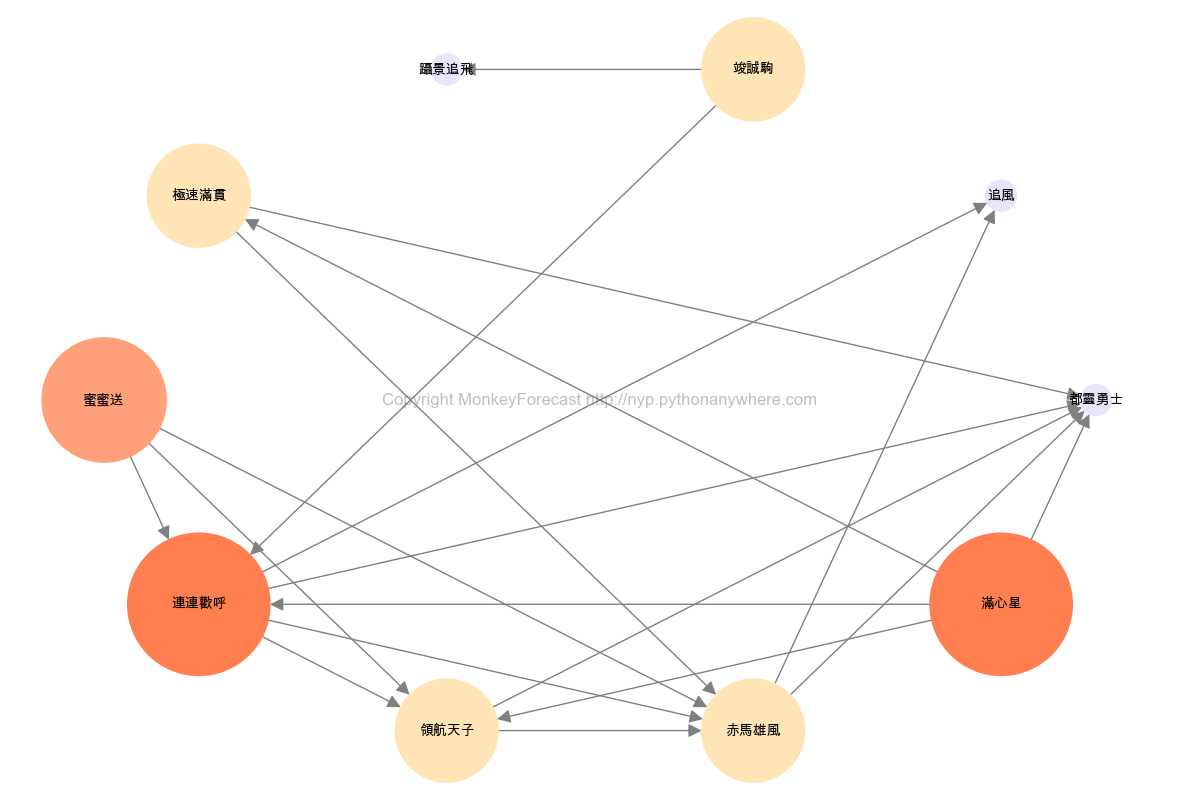 躡景追飛
竣誠駒
極速滿貫
追風
蜜蜜送
Copyright MonkeyForecast http://nyp.pythonanywhere.com
都靈勇士
連連歡呼
滿心星
領航天子
赤馬雄風